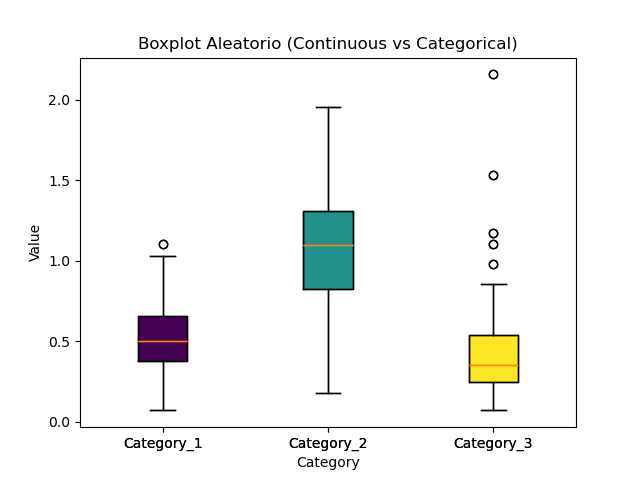 Boxplot Aleatorio (Continuous vs Categorical)
2.0
1.5
1.0
0.5
0.0
Value
Category_1 Category_2 Category_3
Category